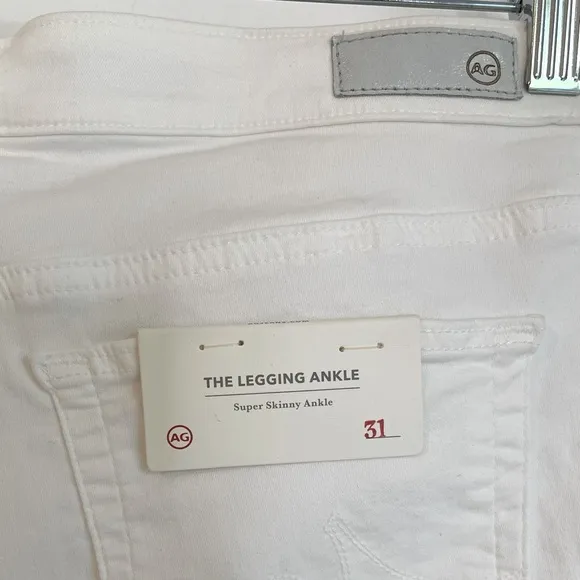 AG
THE LEGGING ANKLE
Super Skinny Ankle
AG
31